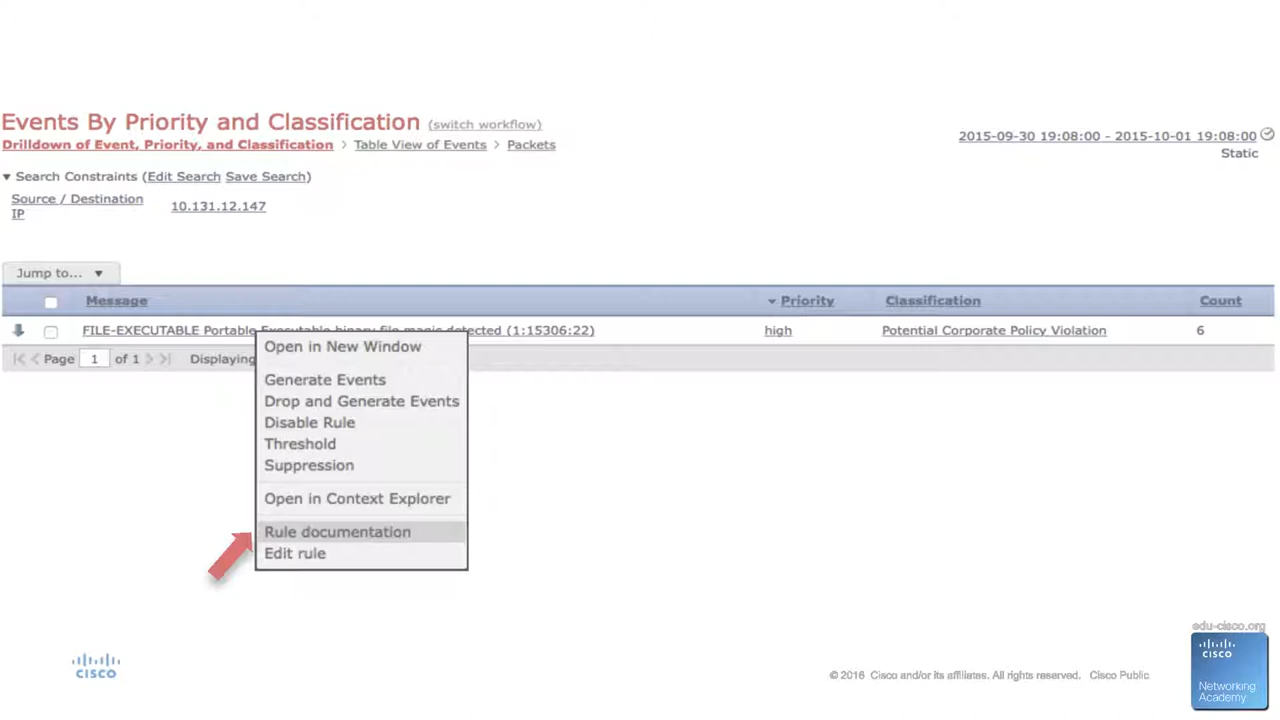 Events By Priority and Classification (switch workflow)
Drilldown of Event, Priority, and Classification > Table View of Events > Packets
2015-09-30 19:08:00 - 2015-10-01 19:08:00
Static
Search Constraints (Edit Search Save Search)
Source / Destination IP
10.131.12.147
Jump to...
Message Priority Classification Count
FILE-EXECUTABLE Portable Executable binary file magic detected (1:15306:22) high Potential Corporate Policy Violation 6
Page 1 of 1 Displaying
Open in New Window
Generate Events
Drop and Generate Events
Disable Rule
Threshold
Suppression
Open in Context Explorer
Rule documentation
Edit rule
edu-cisco.org
CISCO
© 2016 Cisco and/or its affiliates. All rights reserved. Cisco Public
CISCO
Networking
Academy